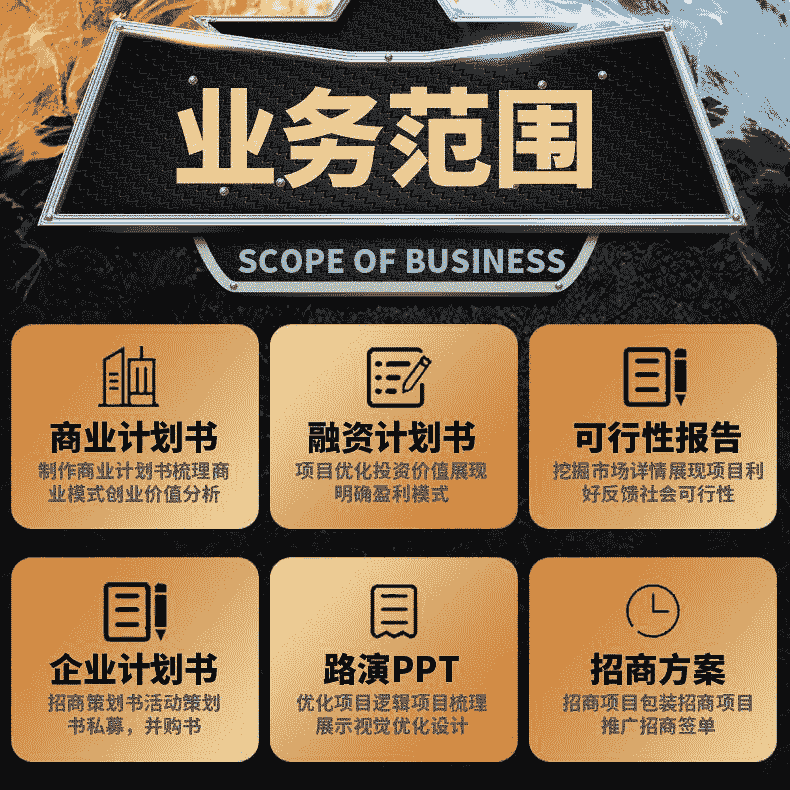 业务范围
SCOPE OF BUSINESS
商业计划书
制作商业计划书梳理商
业模式创业价值分析
融资计划书
项目优化投资价值展现
明确盈利模式
可行性报告
挖掘市场详情展现项目利
好反馈社会可行性
企业计划书
招商策划书活动策划
书私募，并购书
路演PPT
优化项目逻辑项目梳理
展示视觉优化设计
招商方案
招商项目包装招商项目
推广招商签单